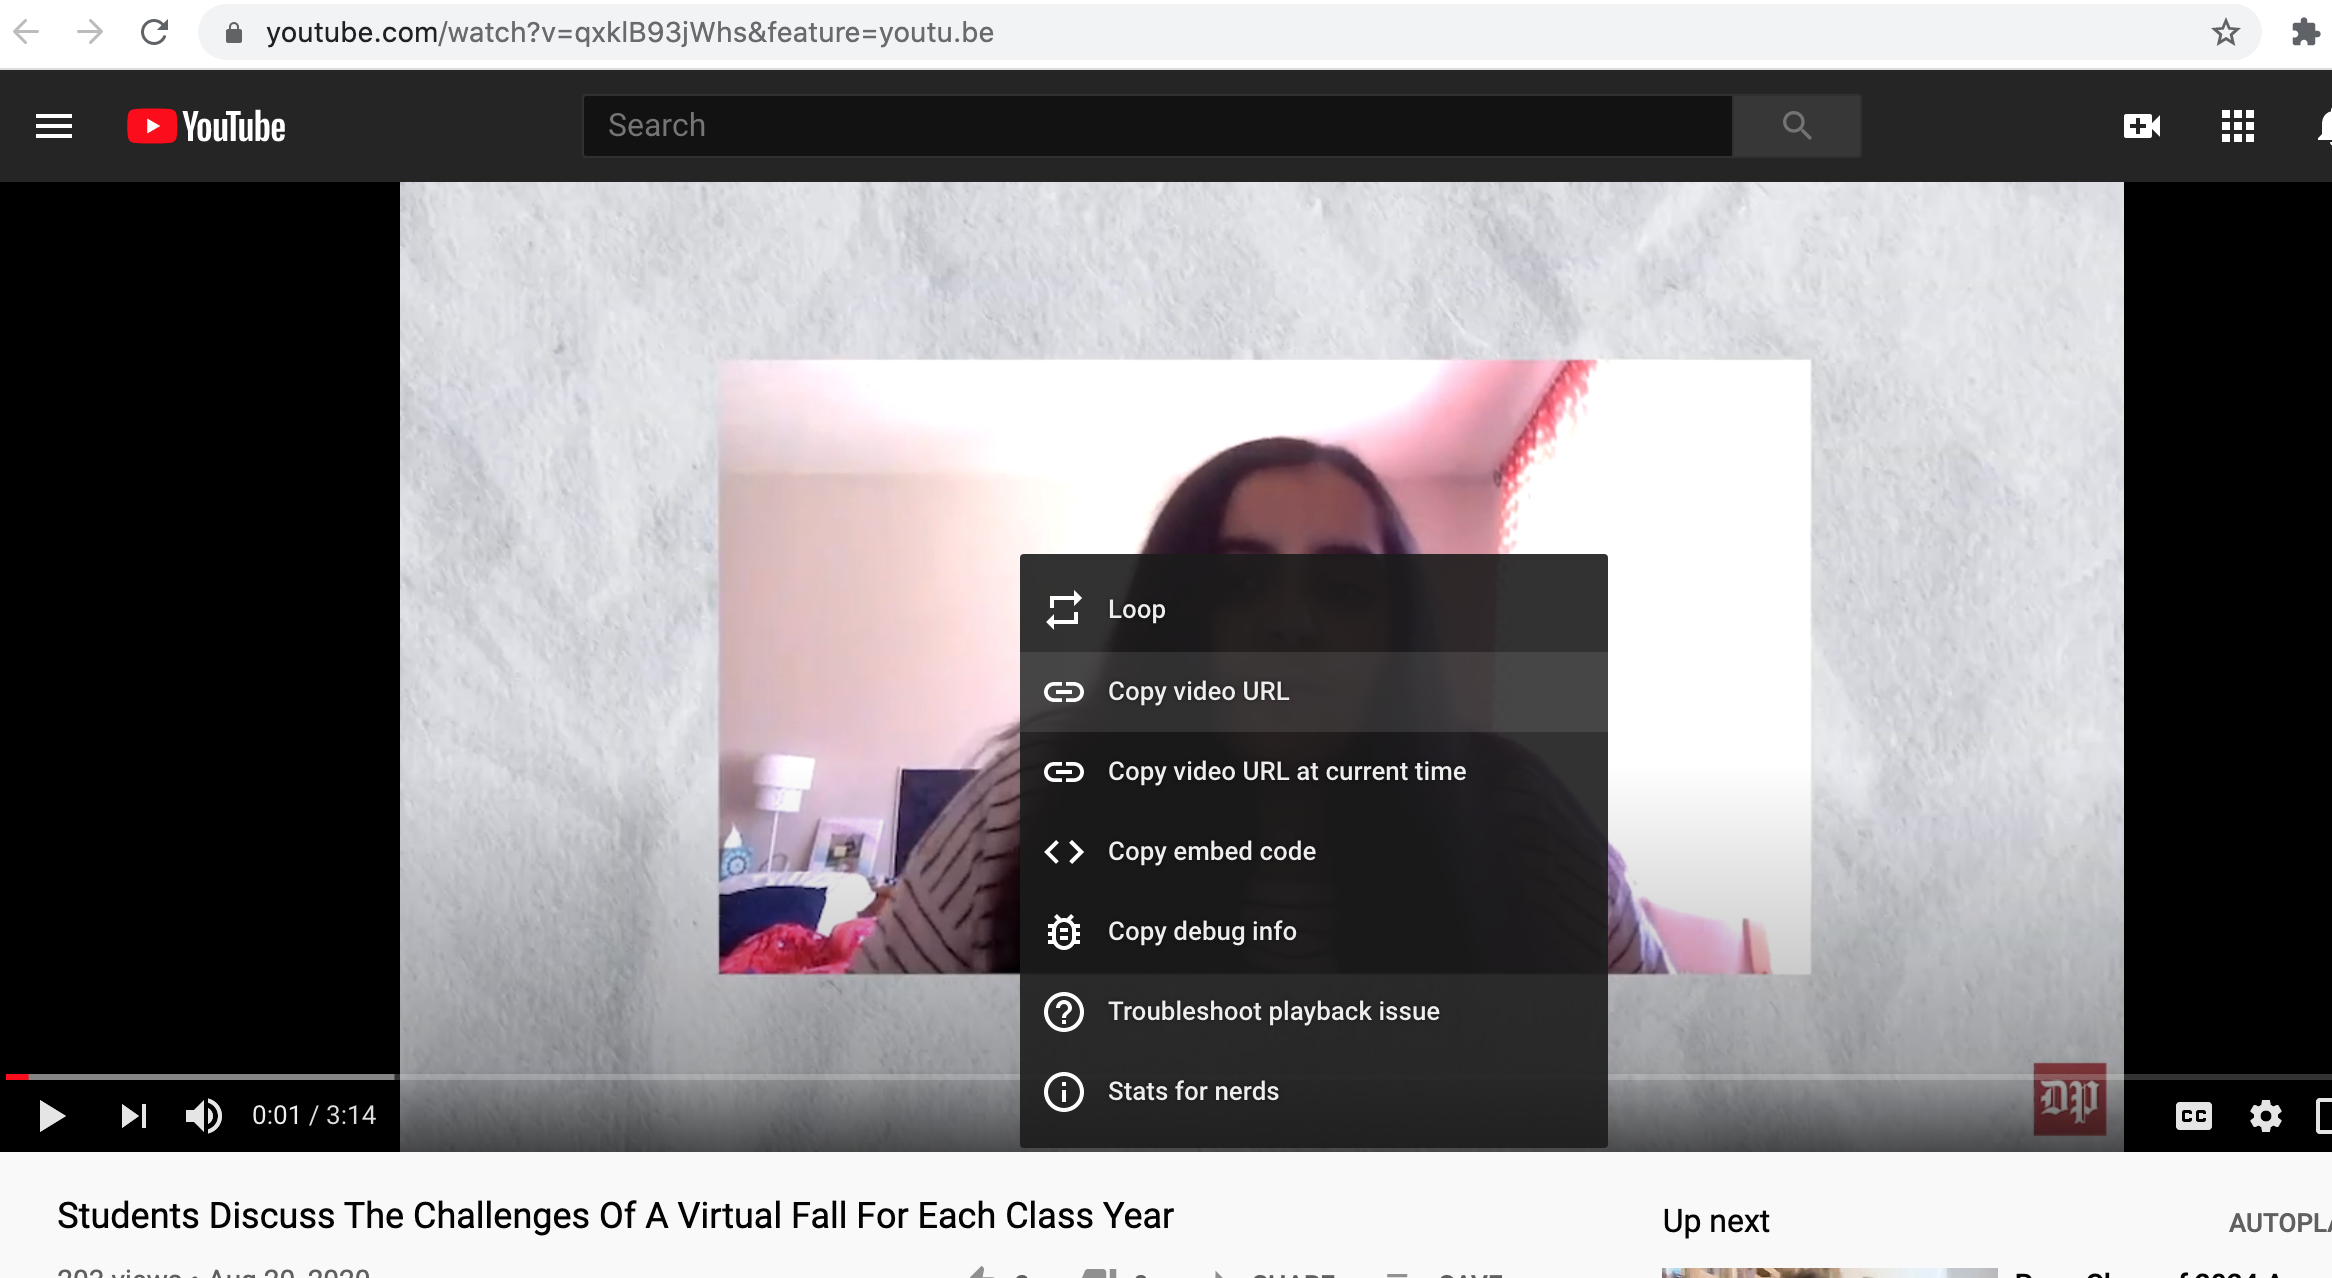 youtube.com/watch?v=qxklB93jWhs&feature=youtu.be
YouTube
Search
Loop
Copy video URL
Copy video URL at current time
Copy embed code
Copy debug info
Troubleshoot playback issue
Stats for nerds
DP
0:01 / 3:14
CC
Students Discuss The Challenges Of A Virtual Fall For Each Class Year
Up next